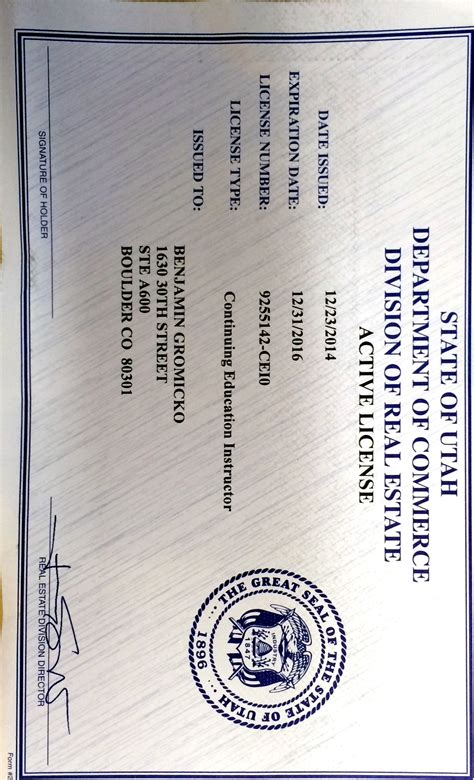 STATE OF UTAH
DEPARTMENT OF COMMERCE
DIVISION OF REAL ESTATE
ACTIVE LICENSE
DATE ISSUED: 12/23/2014
EXPIRATION DATE: 12/31/2016
LICENSE NUMBER: 9255142-CEI0
LICENSE TYPE: Continuing Education Instructor
ISSUED TO: BENJAMIN GROMICKO
1630 30TH STREET
STE A600
BOULDER CO 80301
THE GREAT SEAL OF THE STATE OF UTAH
INDUSTRY
1847
1896
SIGNATURE OF HOLDER
REAL ESTATE DIVISION DIRECTOR